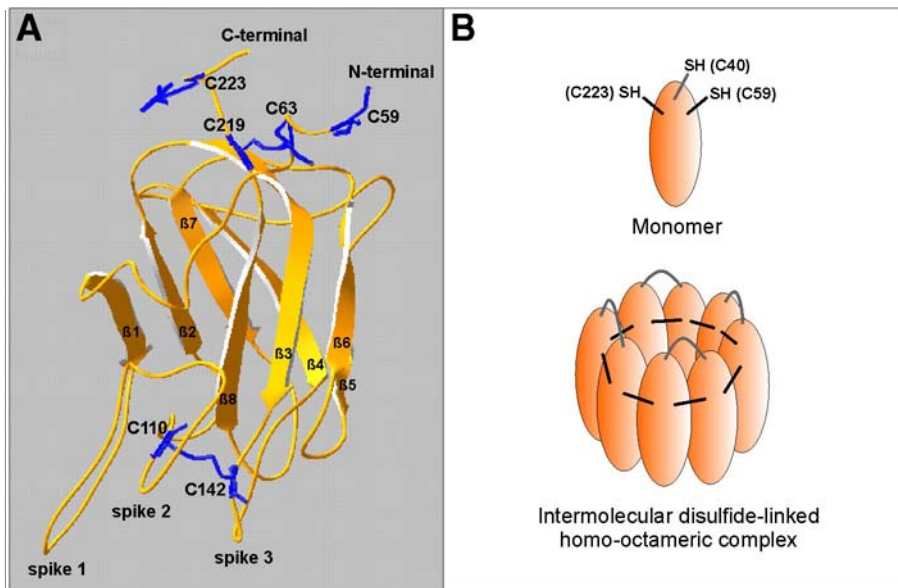 A
C-terminal
C223
N-terminal
C63
C59
C219
ß7
ß1
ß2
ß3
ß4
ß6
ß5
ß8
C110
C142
spike 2
spike 3
spike 1
B
SH (C40)
(C223) SH
SH (C59)
Monomer
Intermolecular disulfide-linked
homo-octameric complex